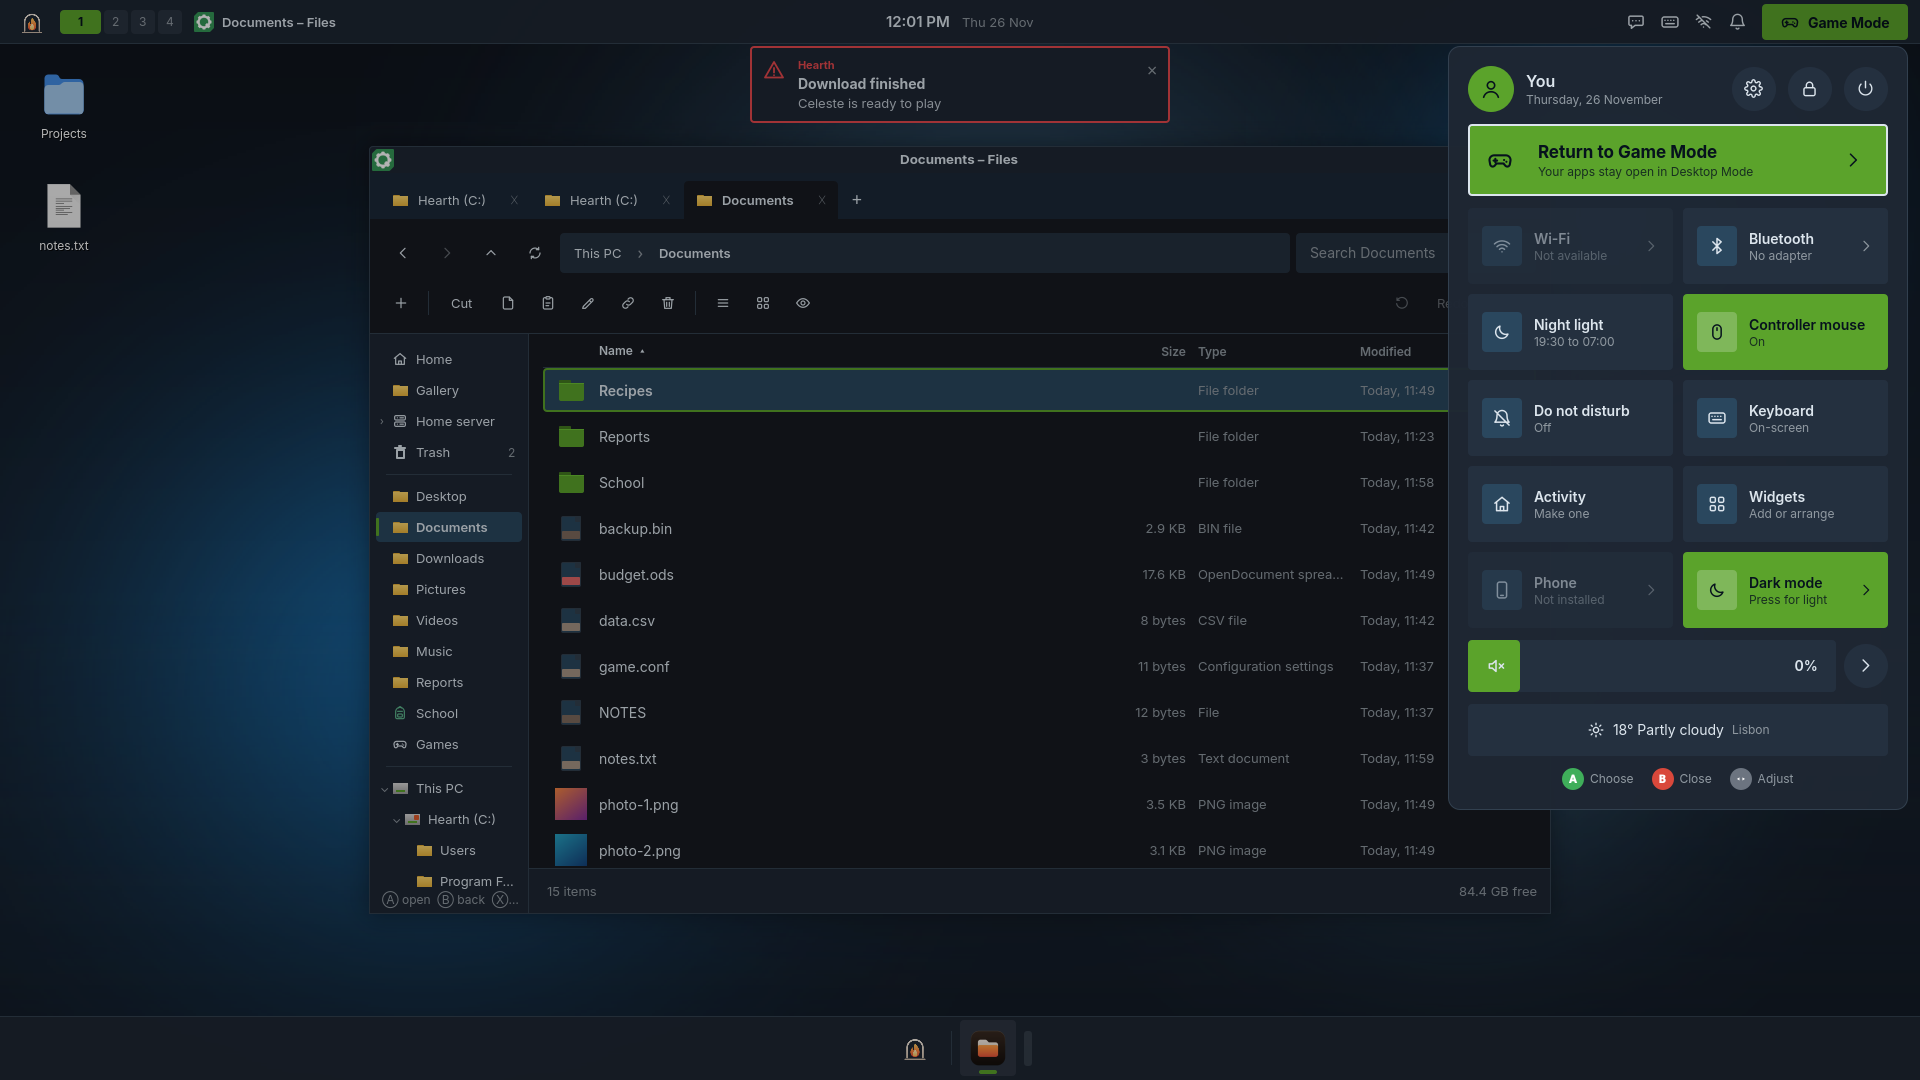 1 2 3 4 Documents – Files 12:01 PM Thu 26 Nov Game Mode
Projects
notes.txt
Hearth
Download finished
Celeste is ready to play
Documents – Files
Hearth (C:) X Hearth (C:) X Documents X +
This PC › Documents Search Documents
Cut
Home
Gallery
Home server
Trash 2
Desktop
Documents
Downloads
Pictures
Videos
Music
Reports
School
Games
This PC
Hearth (C:)
Users
Program F...
A open B back X...
Name Size Type Modified
Recipes File folder Today, 11:49
Reports File folder Today, 11:23
School File folder Today, 11:58
backup.bin 2.9 KB BIN file Today, 11:42
budget.ods 17.6 KB OpenDocument sprea... Today, 11:49
data.csv 8 bytes CSV file Today, 11:42
game.conf 11 bytes Configuration settings Today, 11:37
NOTES 12 bytes File Today, 11:37
notes.txt 3 bytes Text document Today, 11:59
photo-1.png 3.5 KB PNG image Today, 11:49
photo-2.png 3.1 KB PNG image Today, 11:49
15 items 84.4 GB free
You
Thursday, 26 November
Return to Game Mode
Your apps stay open in Desktop Mode
Wi-Fi
Not available
Bluetooth
No adapter
Night light
19:30 to 07:00
Controller mouse
On
Do not disturb
Off
Keyboard
On-screen
Activity
Make one
Widgets
Add or arrange
Phone
Not installed
Dark mode
Press for light
0%
18° Partly cloudy Lisbon
A Choose B Close Adjust